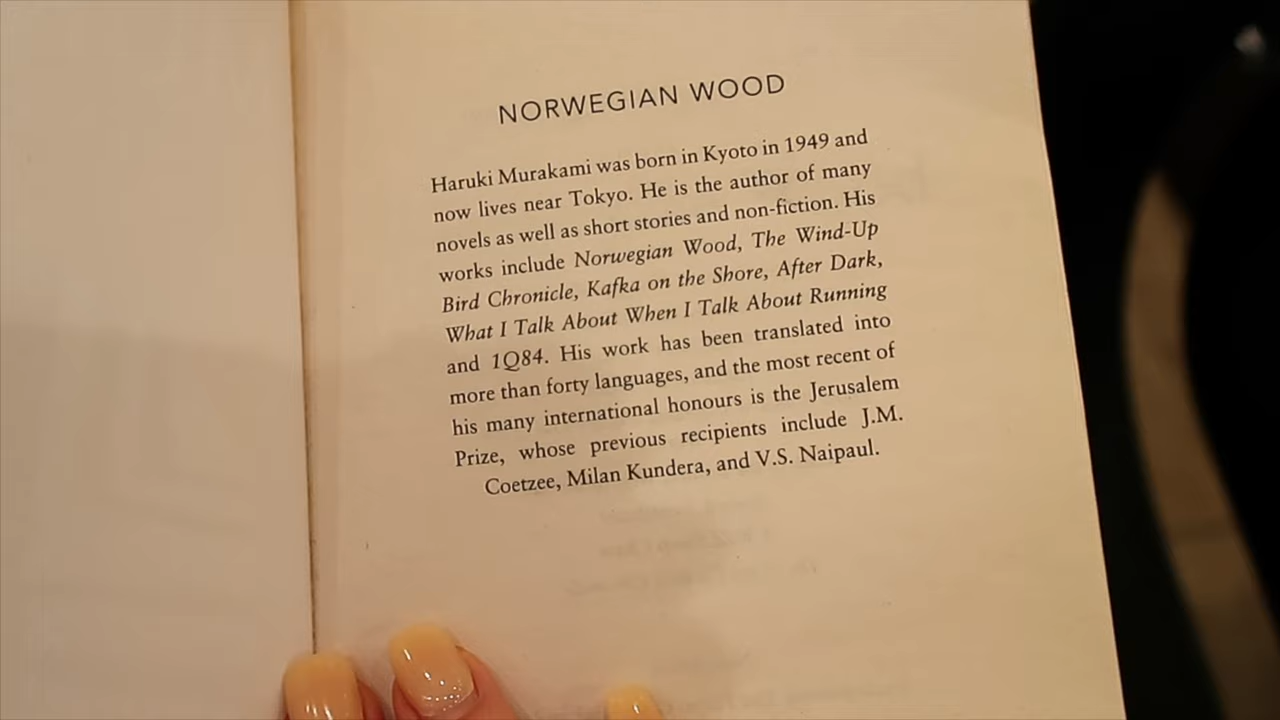 NORWEGIAN WOOD
Haruki Murakami was born in Kyoto in 1949 and
now lives near Tokyo. He is the author of many
novels as well as short stories and non-fiction. His
works include Norwegian Wood, The Wind-Up
Bird Chronicle, Kafka on the Shore, After Dark,
What I Talk About When I Talk About Running
and 1Q84. His work has been translated into
more than forty languages, and the most recent of
his many international honours is the Jerusalem
Prize, whose previous recipients include J.M.
Coetzee, Milan Kundera, and V.S. Naipaul.